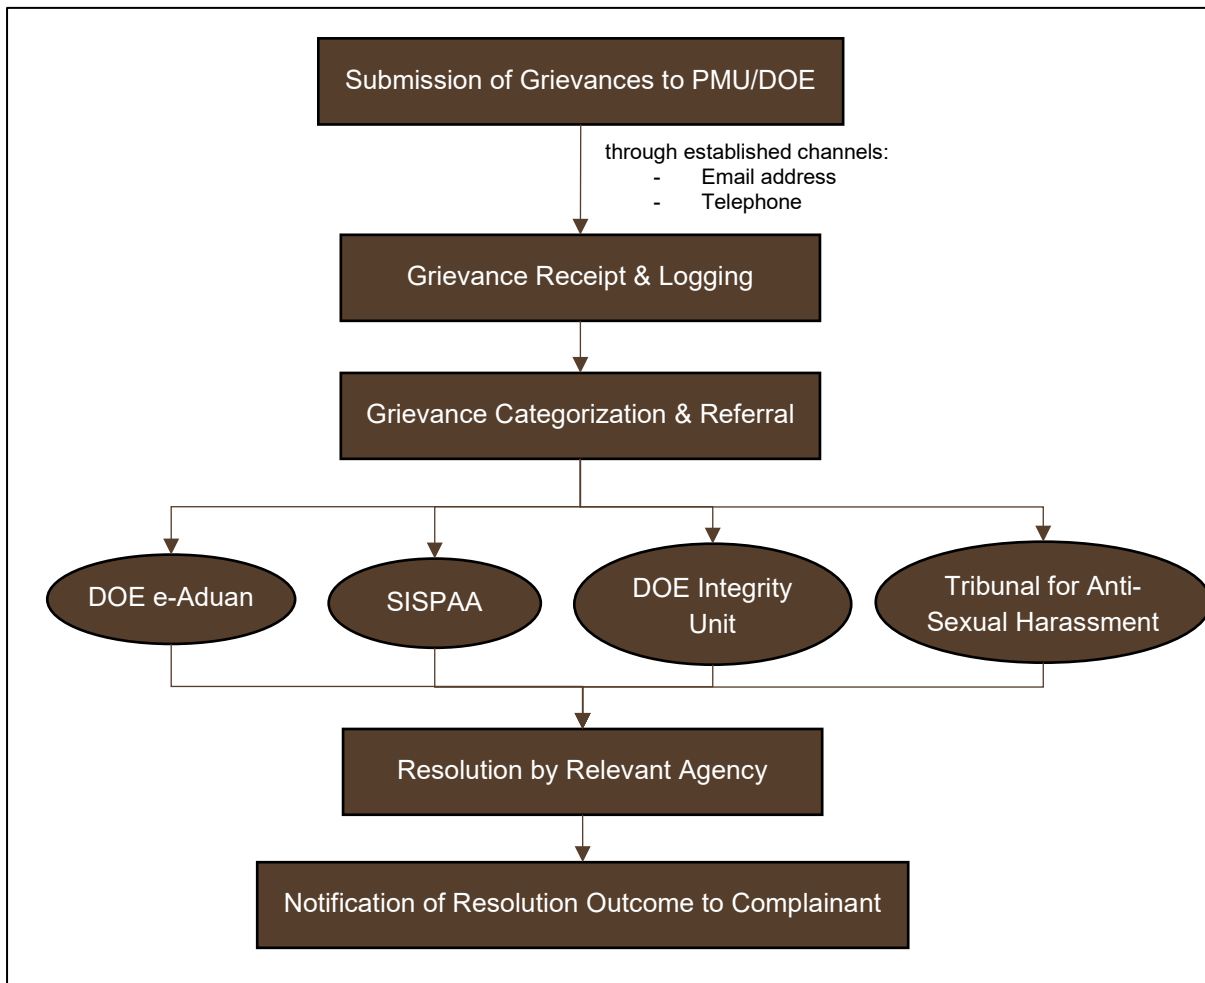 Submission of Grievances to PMU/DOE
through established channels:
- Email address
- Telephone
Grievance Receipt & Logging
Grievance Categorization & Referral
DOE e-Aduan
SISPAA
DOE Integrity
Unit
Tribunal for Anti-
Sexual Harassment
Resolution by Relevant Agency
Notification of Resolution Outcome to Complainant